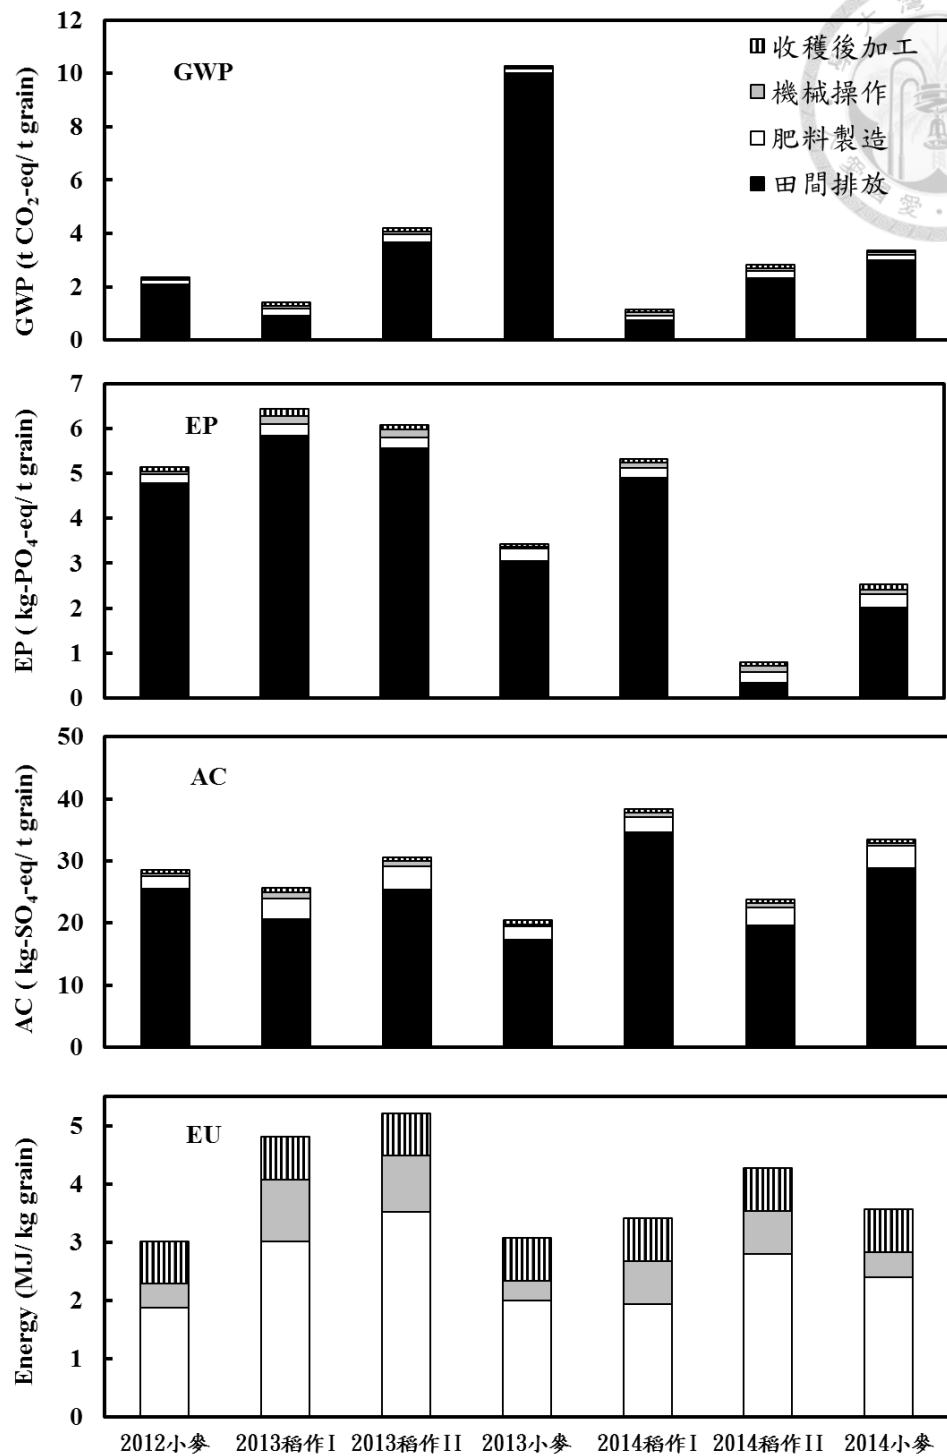 12
10
8
6
4
2
0
GWP (t CO₂-eq/ t grain)
GWP
收穫後加工
機械操作
肥料製造
田間排放
7
6
5
4
3
2
1
0
EP ( kg-PO₄-eq/ t grain)
EP
50
40
30
20
10
0
AC ( kg-SO₄-eq/ t grain)
AC
5
4
3
2
1
0
Energy (MJ/ kg grain)
EU
2012小麥 2013稻作I 2013稻作II 2013小麥 2014稻作I 2014稻作II 2014小麥